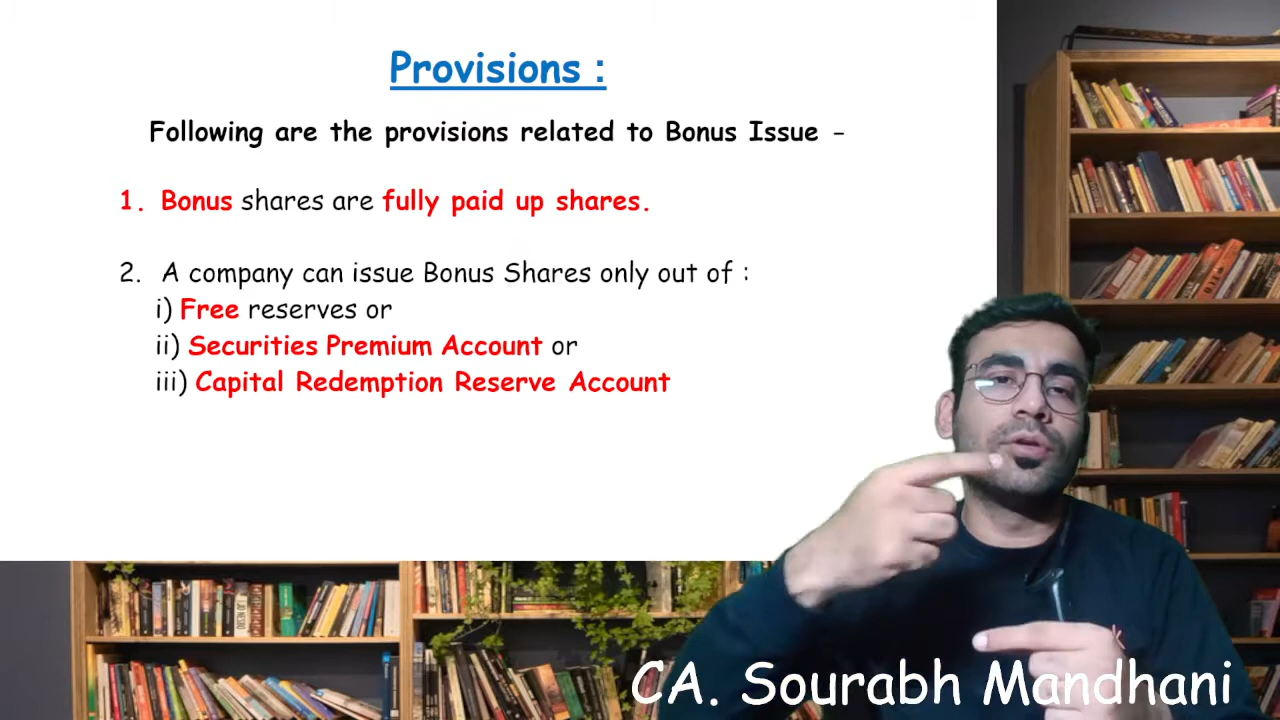 Provisions :
Following are the provisions related to Bonus Issue -
1. Bonus shares are fully paid up shares.
2. A company can issue Bonus Shares only out of :
i) Free reserves or
ii) Securities Premium Account or
iii) Capital Redemption Reserve Account
CA. Sourabh Mandhani